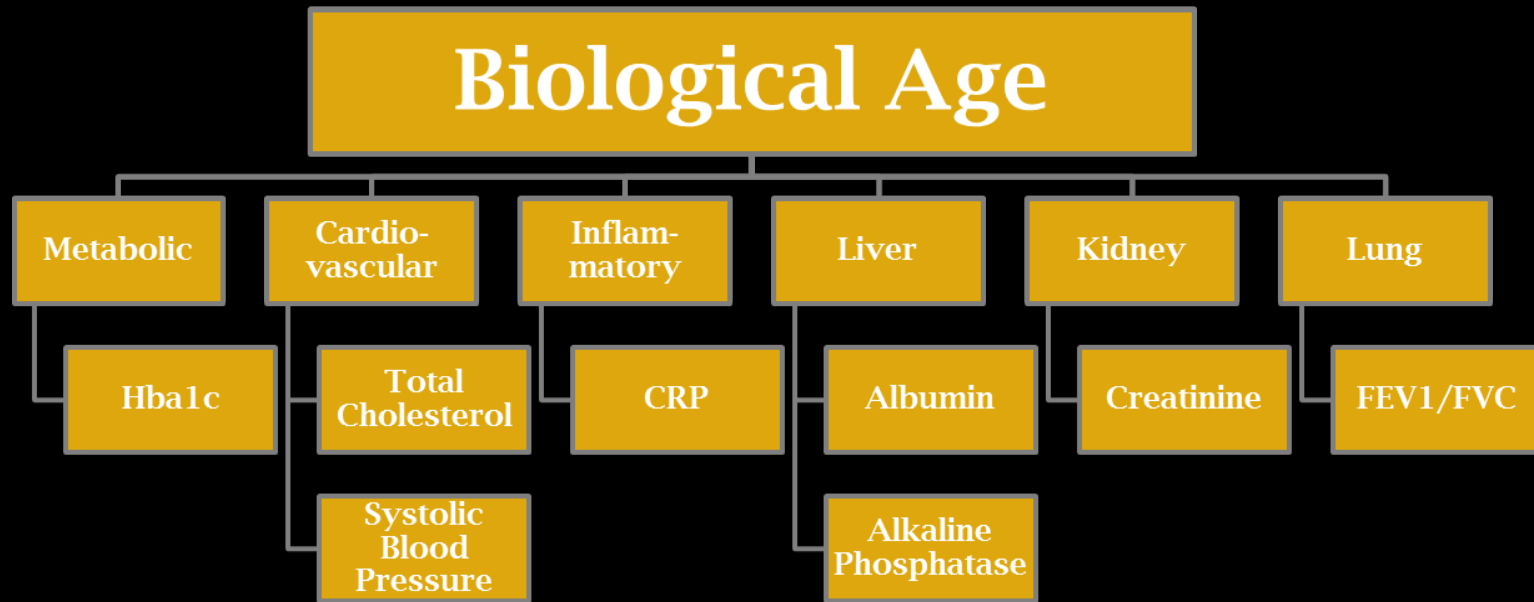 Biological Age
Metabolic
Cardio-
vascular
Inflam-
matory
Liver
Kidney
Lung
Hba1c
Total
Cholesterol
CRP
Albumin
Creatinine
FEV1/FVC
Systolic
Blood
Pressure
Alkaline
Phosphatase